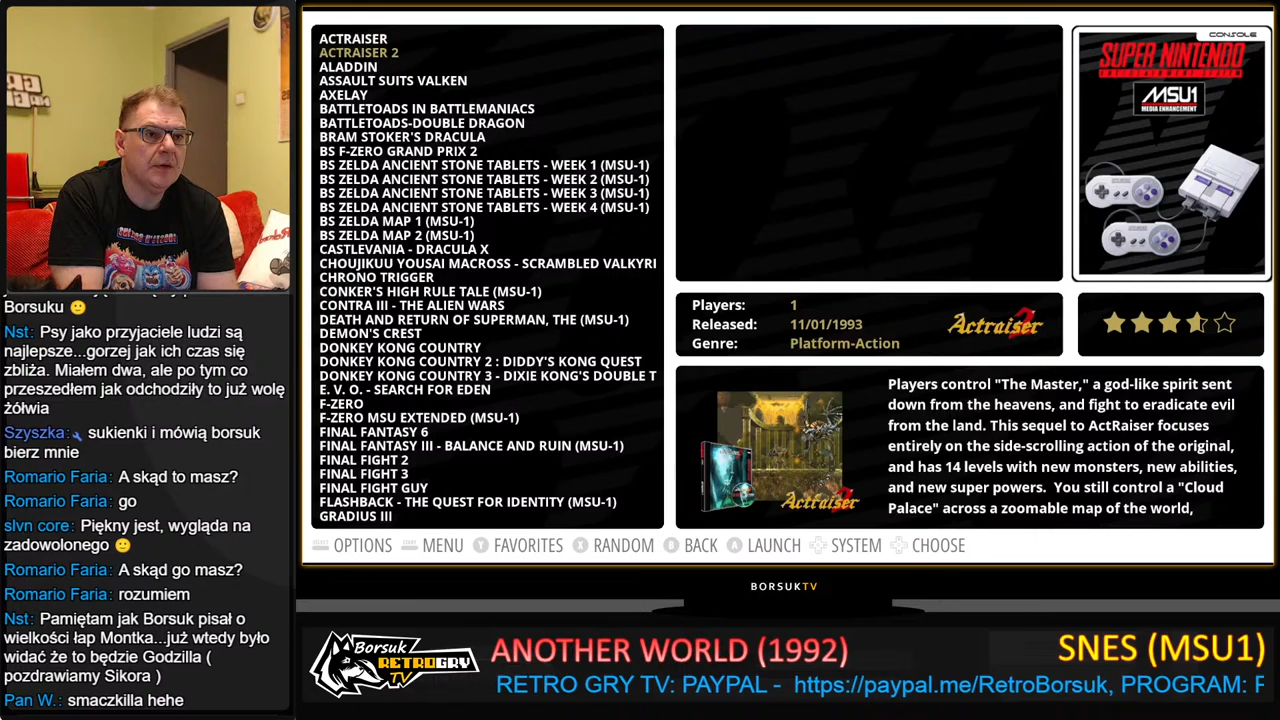 ACTRAISER
ACTRAISER 2
ALADDIN
ASSAULT SUITS VALKEN
AXELAY
BATTLETOADS IN BATTLEMANIACS
BATTLETOADS-DOUBLE DRAGON
BRAM STOKER'S DRACULA
BS F-ZERO GRAND PRIX 2
BS ZELDA ANCIENT STONE TABLETS - WEEK 1 (MSU-1)
BS ZELDA ANCIENT STONE TABLETS - WEEK 2 (MSU-1)
BS ZELDA ANCIENT STONE TABLETS - WEEK 3 (MSU-1)
BS ZELDA ANCIENT STONE TABLETS - WEEK 4 (MSU-1)
BS ZELDA MAP 1 (MSU-1)
BS ZELDA MAP 2 (MSU-1)
CASTLEVANIA - DRACULA X
CHOUJIKUU YOUSAI MACROSS - SCRAMBLED VALKYRI
CHRONO TRIGGER
CONKER'S HIGH RULE TALE (MSU-1)
CONTRA III - THE ALIEN WARS
DEATH AND RETURN OF SUPERMAN, THE (MSU-1)
DEMON'S CREST
DONKEY KONG COUNTRY
DONKEY KONG COUNTRY 2 : DIDDY'S KONG QUEST
DONKEY KONG COUNTRY 3 - DIXIE KONG'S DOUBLE T
E. V. O. - SEARCH FOR EDEN
F-ZERO
F-ZERO MSU EXTENDED (MSU-1)
FINAL FANTASY 6
FINAL FANTASY III - BALANCE AND RUIN (MSU-1)
FINAL FIGHT 2
FINAL FIGHT 3
FINAL FIGHT GUY
FLASHBACK - THE QUEST FOR IDENTITY (MSU-1)
GRADIUS III
CONSOLE
SUPER NINTENDO
ENTERTAINMENT SYSTEM
MSU1
MEDIA ENHANCEMENT
Players: 1
Released: 11/01/1993
Genre: Platform-Action
Actraiser 2
Actraiser 2
Players control "The Master," a god-like spirit sent
down from the heavens, and fight to eradicate evil
from the land. This sequel to ActRaiser focuses
entirely on the side-scrolling action of the original,
and has 14 levels with new monsters, new abilities,
and new super powers. You still control a "Cloud
Palace" across a zoomable map of the world,
OPTIONS MENU Y FAVORITES X RANDOM B BACK A LAUNCH SYSTEM CHOOSE
BORSUKTV
Borsuku 🙂
Nst: Psy jako przyjaciele ludzi są
najlepsze...gorzej jak ich czas się
zbliża. Miałem dwa, ale po tym co
przeszedłem jak odchodziły to już wolę
żółwia
Szyszka: sukienki i mówią borsuk
bierz mnie
Romario Faria: A skąd to masz?
Romario Faria: go
slvn core: Piękny jest, wygląda na
zadowolonego 🙂
Romario Faria: A skąd go masz?
Romario Faria: rozumiem
Nst: Pamiętam jak Borsuk pisał o
wielkości łap Montka...już wtedy było
widać że to będzie Godzilla (
pozdrawiamy Sikora )
Pan W.: smaczkilla hehe
Borsuk
RETROGRY
TV
ANOTHER WORLD (1992)
SNES (MSU1)
RETRO GRY TV: PAYPAL - https://paypal.me/RetroBorsuk, PROGRAM: F